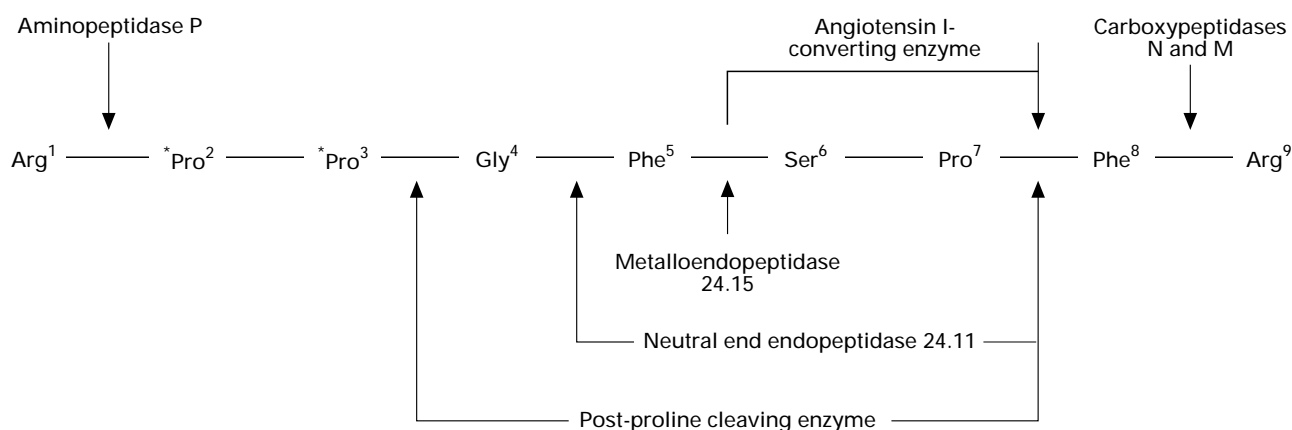 Aminopeptidase P
Angiotensin I-
converting enzyme
Carboxypeptidases
N and M
Arg¹ *Pro² *Pro³ Gly⁴ Phe⁵ Ser⁶ Pro⁷ Phe⁸ Arg⁹
Metalloendopeptidase
24.15
Neutral end endopeptidase 24.11
Post-proline cleaving enzyme